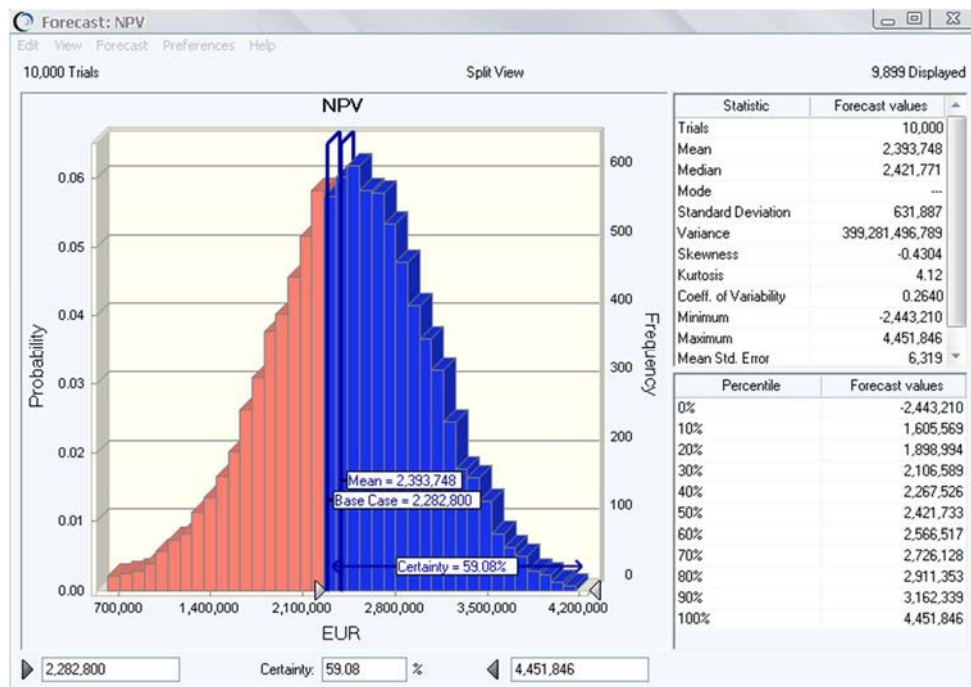 Forecast: NPV
Edit View Forecast Preferences Help
10,000 Trials Split View 9,899 Displayed
NPV
Probability
0.06
0.05
0.04
0.03
0.02
0.01
0.00
600
500
400
300
200
100
0
Frequency
Mean = 2,393,748
Base Case = 2,282,800
Certainty = 59.08%
700,000 1,400,000 2,100,000 2,800,000 3,500,000 4,200,000
EUR
Statistic Forecast values
Trials 10,000
Mean 2,393,748
Median 2,421,771
Mode ---
Standard Deviation 631,887
Variance 399,281,496,789
Skewness -0.4304
Kurtosis 4.12
Coeff. of Variability 0.2640
Minimum -2,443,210
Maximum 4,451,846
Mean Std. Error 6,319
Percentile Forecast values
0% -2,443,210
10% 1,605,569
20% 1,898,994
30% 2,106,589
40% 2,267,526
50% 2,421,733
60% 2,566,517
70% 2,726,128
80% 2,911,353
90% 3,162,339
100% 4,451,846
2,282,800 Certainty: 59.08 % 4,451,846